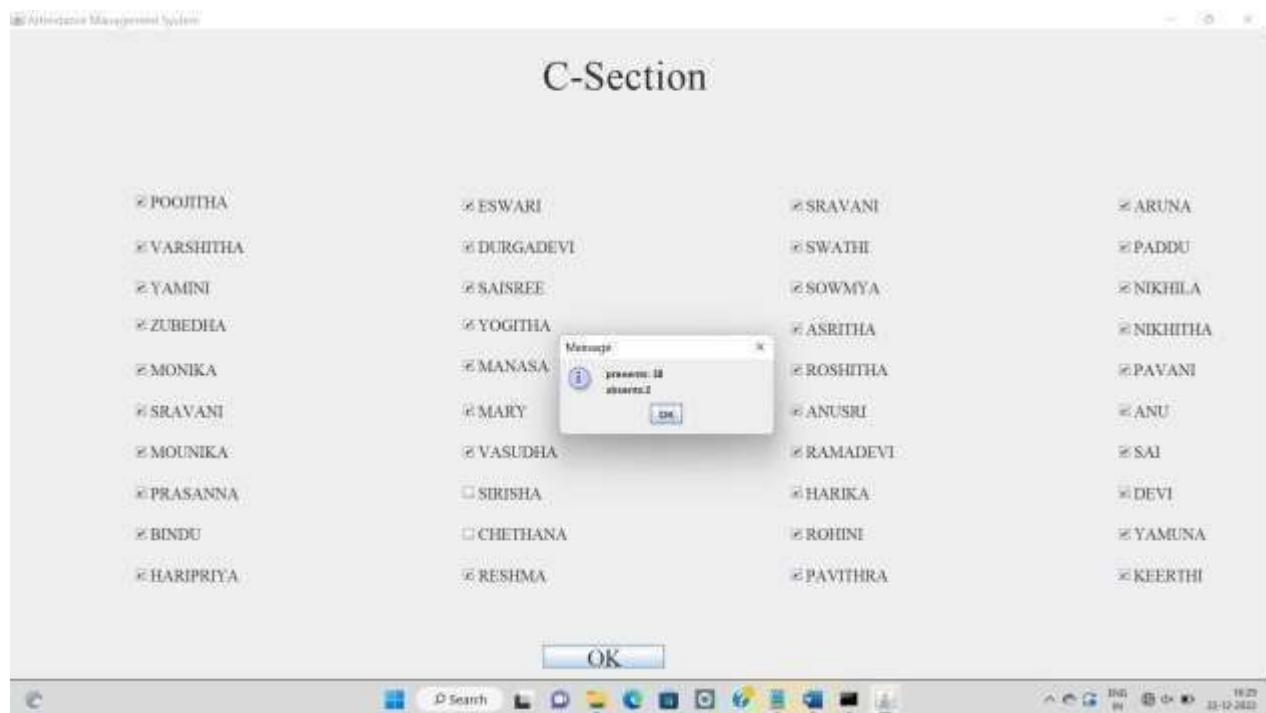 Attendance Management System
C-Section
POOJITHA ESWARI SRAVANI ARUNA
VARSHITHA DURGADEVI SWATHI PADDU
YAMINI SAISREE SOWMYA NIKHILA
ZUBEDHA YOGITHA ASRITHA NIKHITHA
Message
MONIKA MANASA ROSHITHA PAVANI
presents: 38
absents:2
OK
SRAVANI MARY ANUSRI ANU
MOUNIKA VASUDHA RAMADEVI SAI
PRASANNA SIRISHA HARIKA DEVI
BINDU CHETHANA ROHINI YAMUNA
HARIPRIYA RESHMA PAVITHRA KEERTHI
OK
Search
ENG
IN